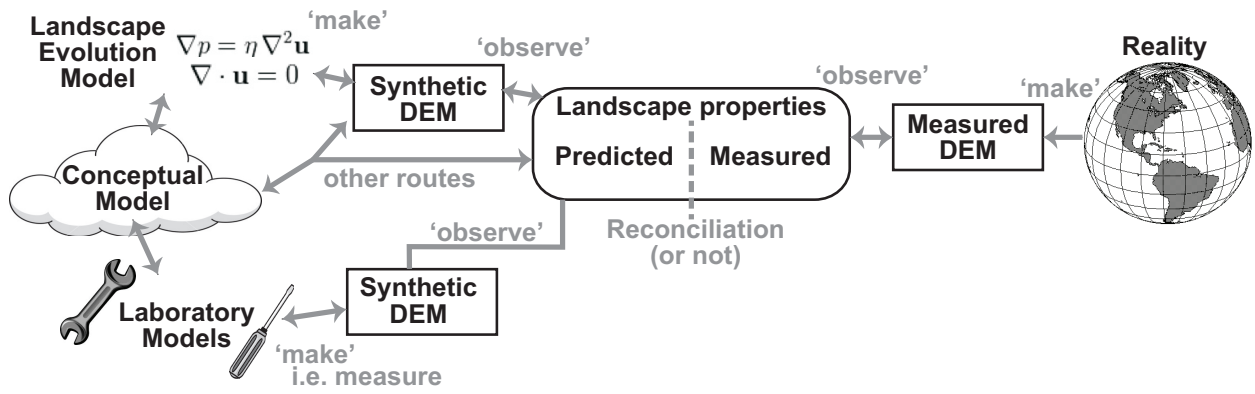 Landscape
Evolution
Model
‘make’
∇p = η ∇²u
∇ · u = 0
‘observe’
Synthetic
DEM
Landscape properties
Predicted
Measured
‘observe’
Measured
DEM
‘make’
Reality
Conceptual
Model
other routes
‘observe’
Reconciliation
(or not)
Laboratory
Models
Synthetic
DEM
‘make’
i.e. measure